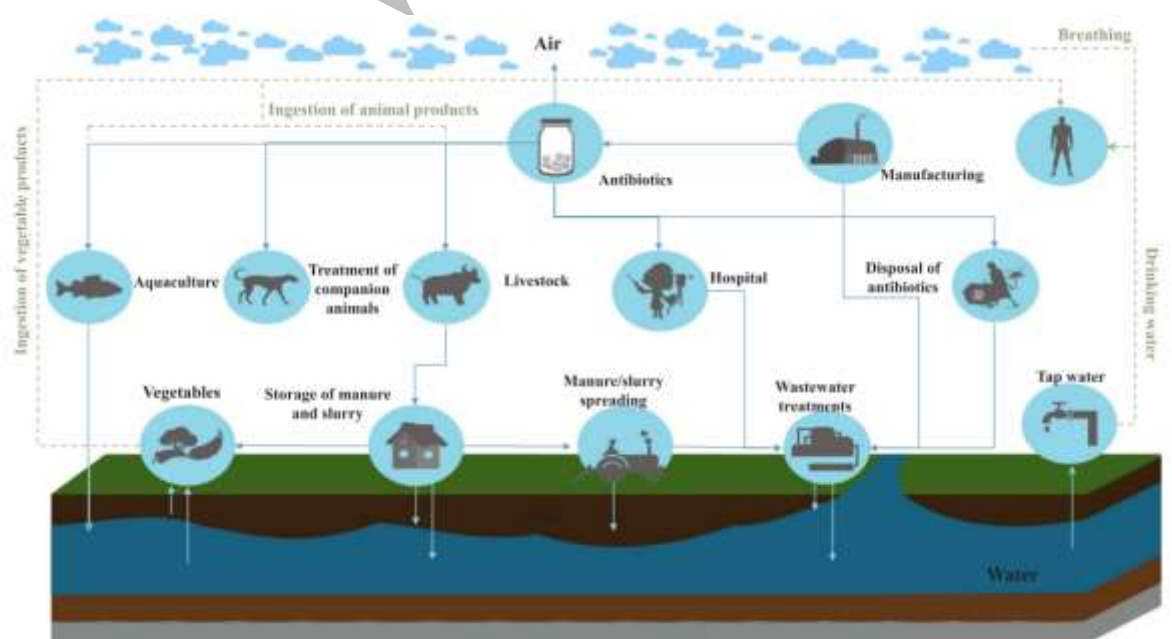 Air
Breathing
Ingestion of animal products
Ingestion of vegetable products
Antibiotics
Manufacturing
Aquaculture
Treatment of
companion
animals
Livestock
Hospital
Disposal of
antibiotics
Drinking water
Vegetables
Storage of manure
and slurry
Manure/slurry
spreading
Wastewater
treatments
Tap water
Water